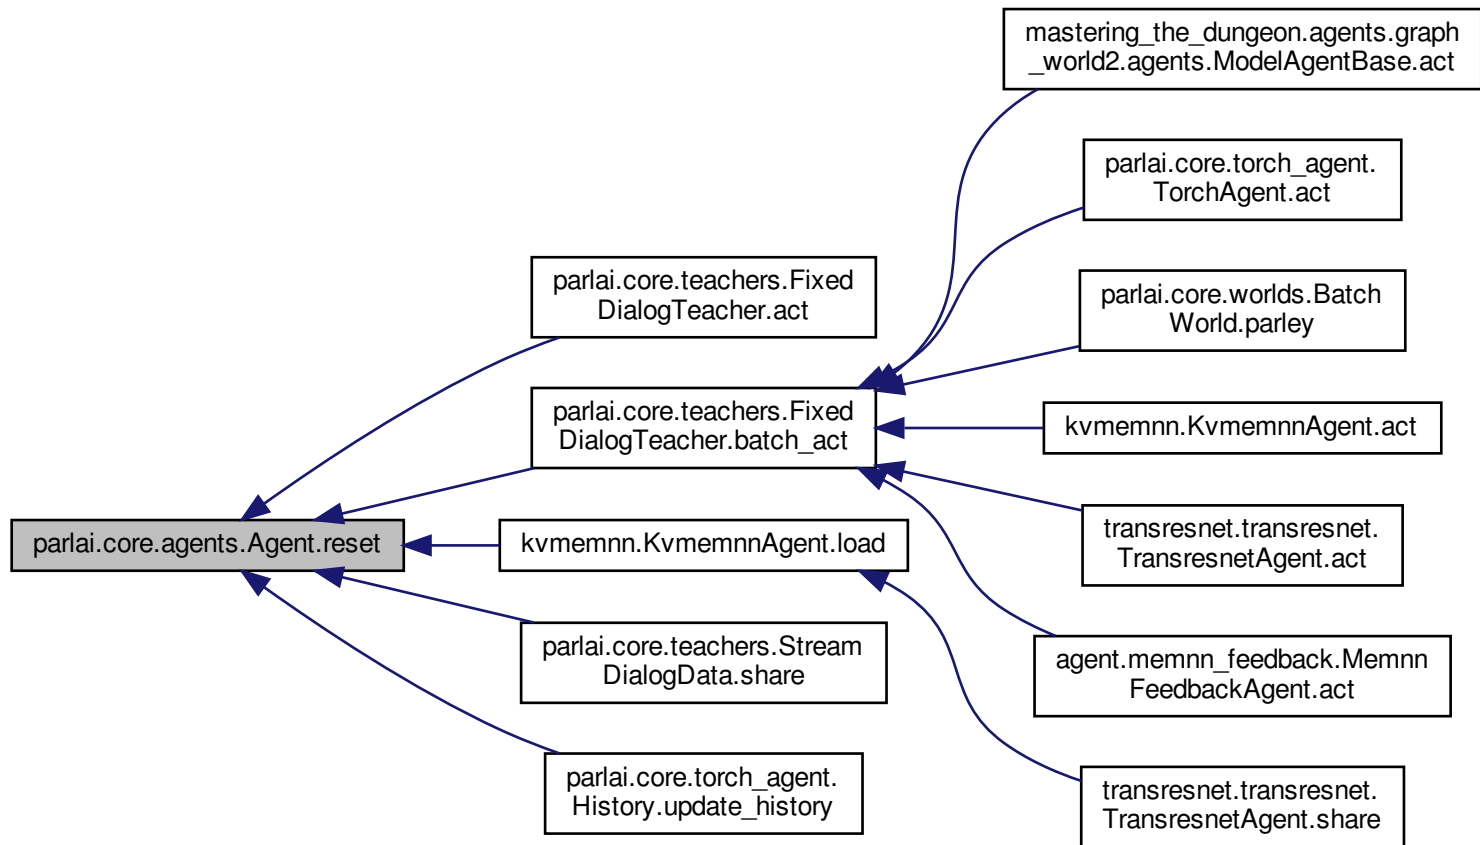 mastering_the_dungeon.agents.graph
_world2.agents.ModelAgentBase.act
parlai.core.torch_agent.
TorchAgent.act
parlai.core.teachers.Fixed
DialogTeacher.act
parlai.core.worlds.Batch
World.parley
parlai.core.teachers.Fixed
DialogTeacher.batch_act
kvmemnn.KvmemnnAgent.act
parlai.core.agents.Agent.reset
kvmemnn.KvmemnnAgent.load
transresnet.transresnet.
TransresnetAgent.act
parlai.core.teachers.Stream
DialogData.share
agent.memnn_feedback.Memnn
FeedbackAgent.act
parlai.core.torch_agent.
History.update_history
transresnet.transresnet.
TransresnetAgent.share